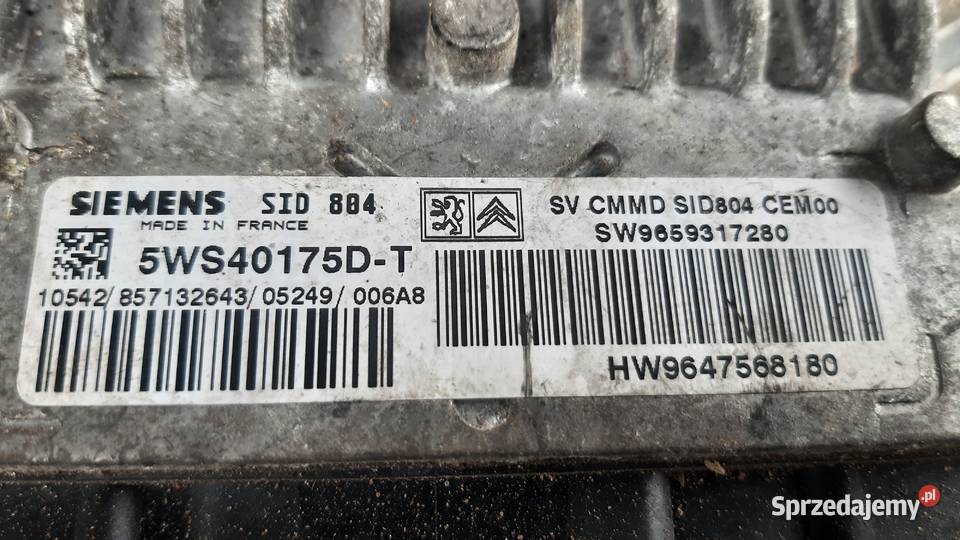 SIEMENS SID 804
MADE IN FRANCE
5WS40175D-T
10542/857132643/05249/006A8
SV CMMD SID804 CEM00
SW9659317280
HW9647568180
Sprzedajemy.pl